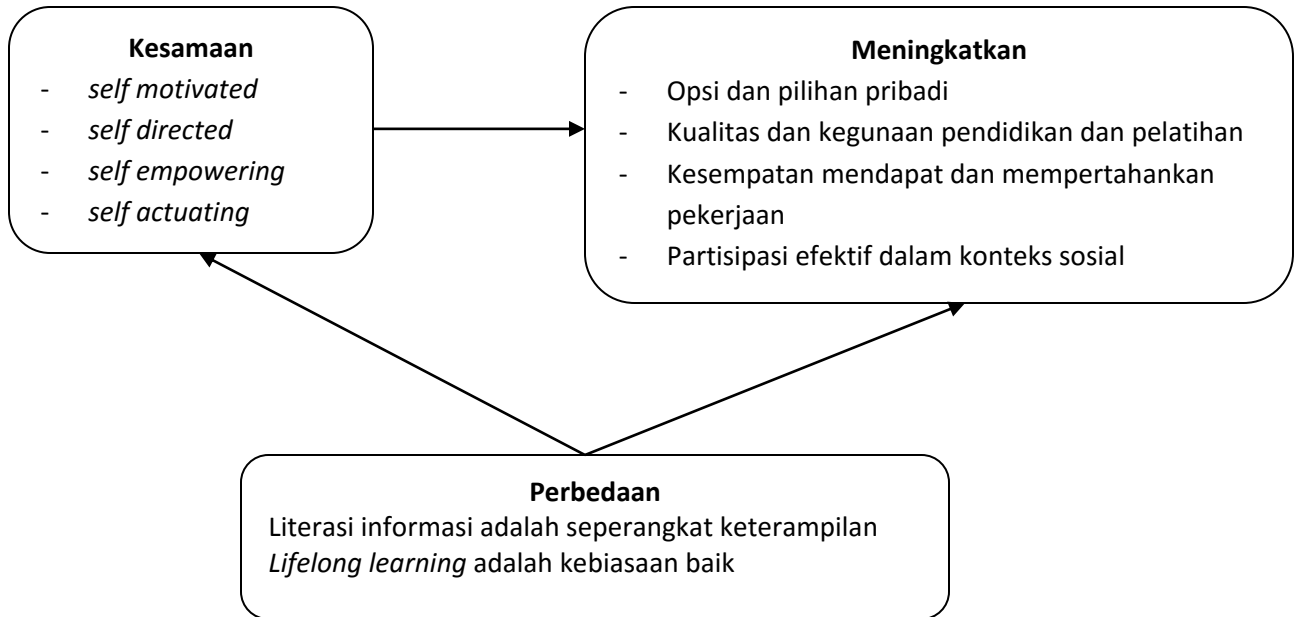 Kesamaan
- self motivated
- self directed
- self empowering
- self actuating
Meningkatkan
- Opsi dan pilihan pribadi
- Kualitas dan kegunaan pendidikan dan pelatihan
- Kesempatan mendapat dan mempertahankan
pekerjaan
- Partisipasi efektif dalam konteks sosial
Perbedaan
Literasi informasi adalah seperangkat keterampilan
Lifelong learning adalah kebiasaan baik